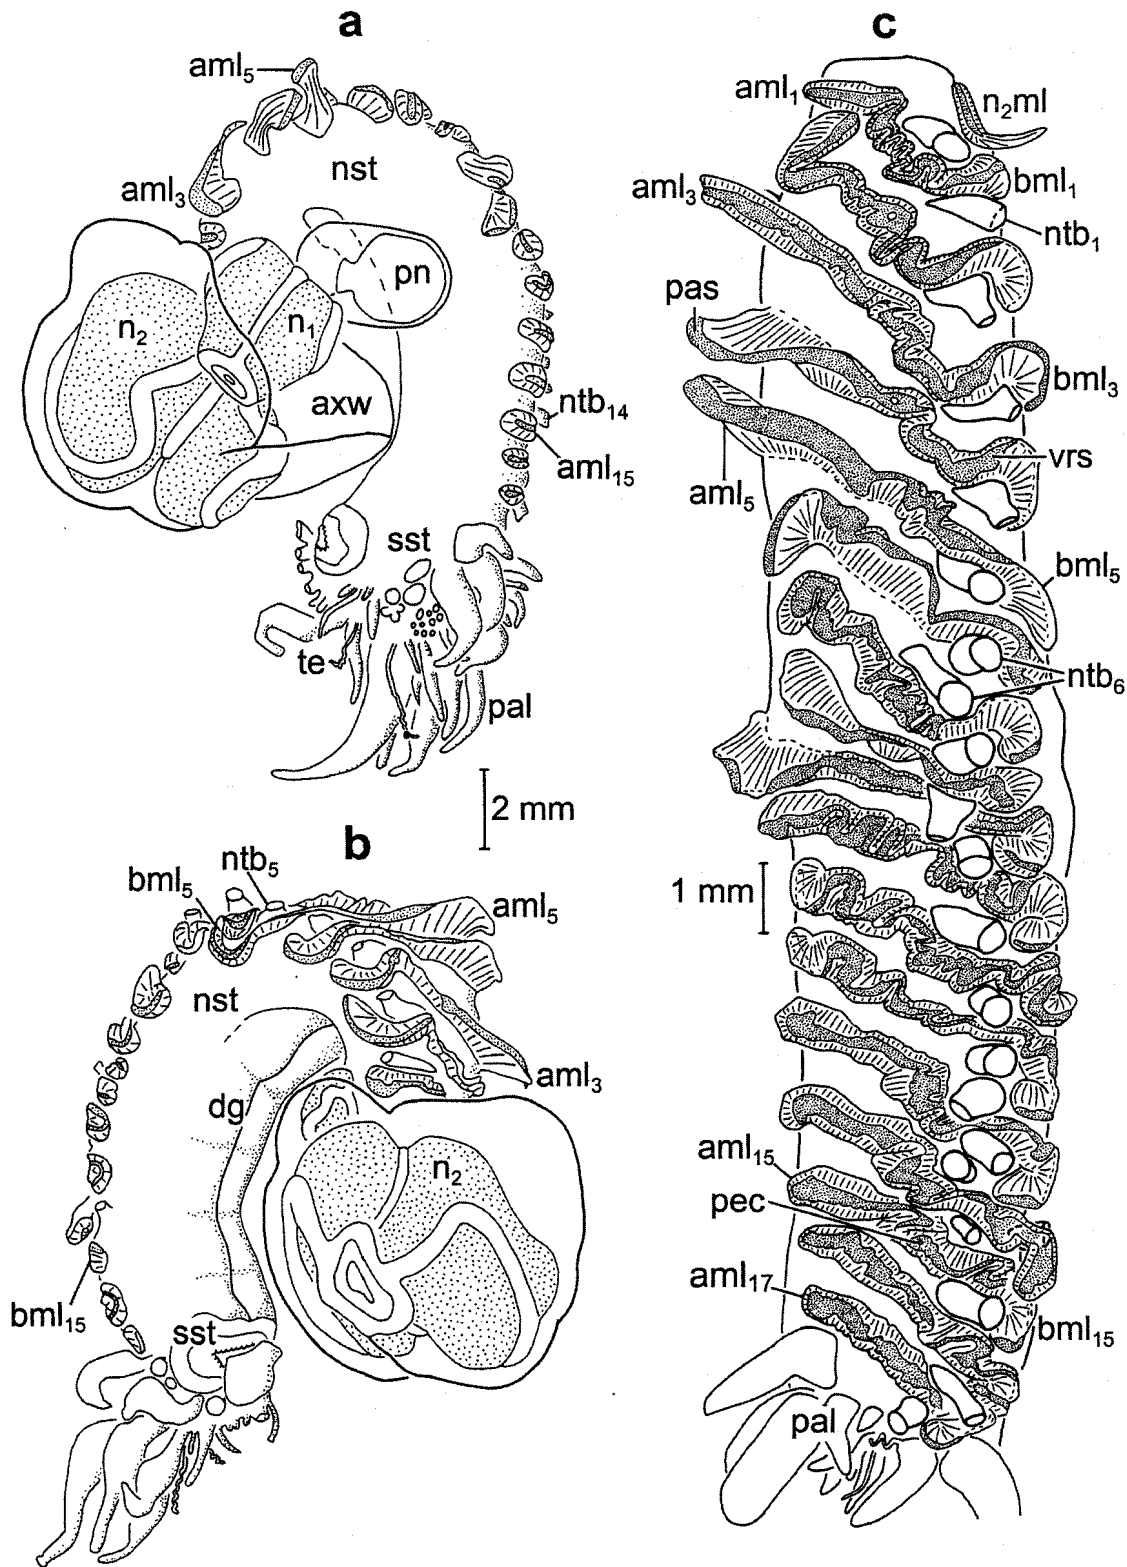 a
aml5
nst
aml3
pn
n2
n1
axw
ntb14
aml15
sst
te
pal
2 mm
b
ntb5
bml5
aml5
nst
aml3
dg
n2
bml15
sst
c
aml1
n2ml
aml3
bml1
ntb1
pas
bml3
vrs
aml5
bml5
ntb6
1 mm
aml15
pec
aml17
bml15
pal